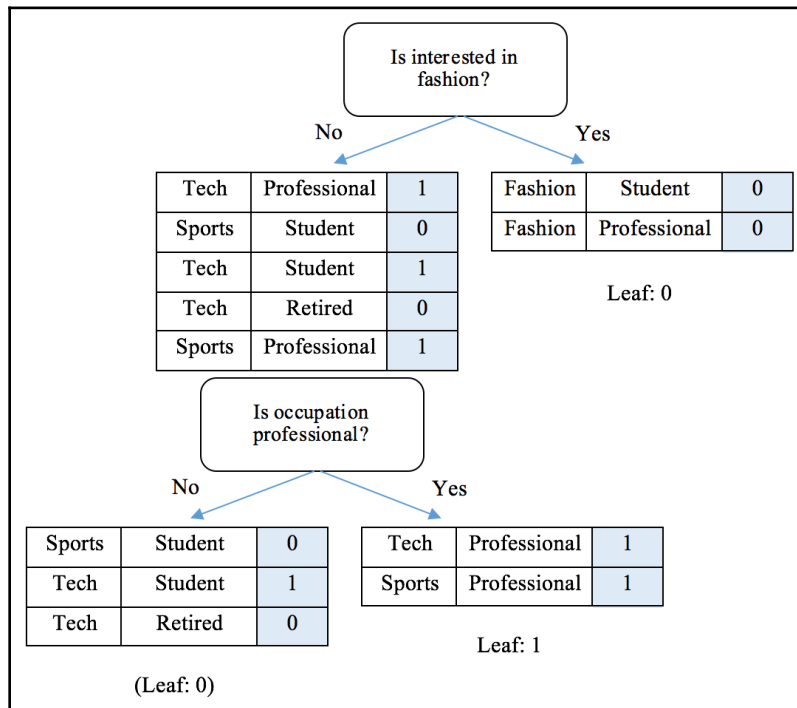 Is interested in
fashion?
No
Yes
Tech Professional 1
Sports Student 0
Tech Student 1
Tech Retired 0
Sports Professional 1
Fashion Student 0
Fashion Professional 0
Leaf: 0
Is occupation
professional?
No
Yes
Sports Student 0
Tech Student 1
Tech Retired 0
(Leaf: 0)
Tech Professional 1
Sports Professional 1
Leaf: 1